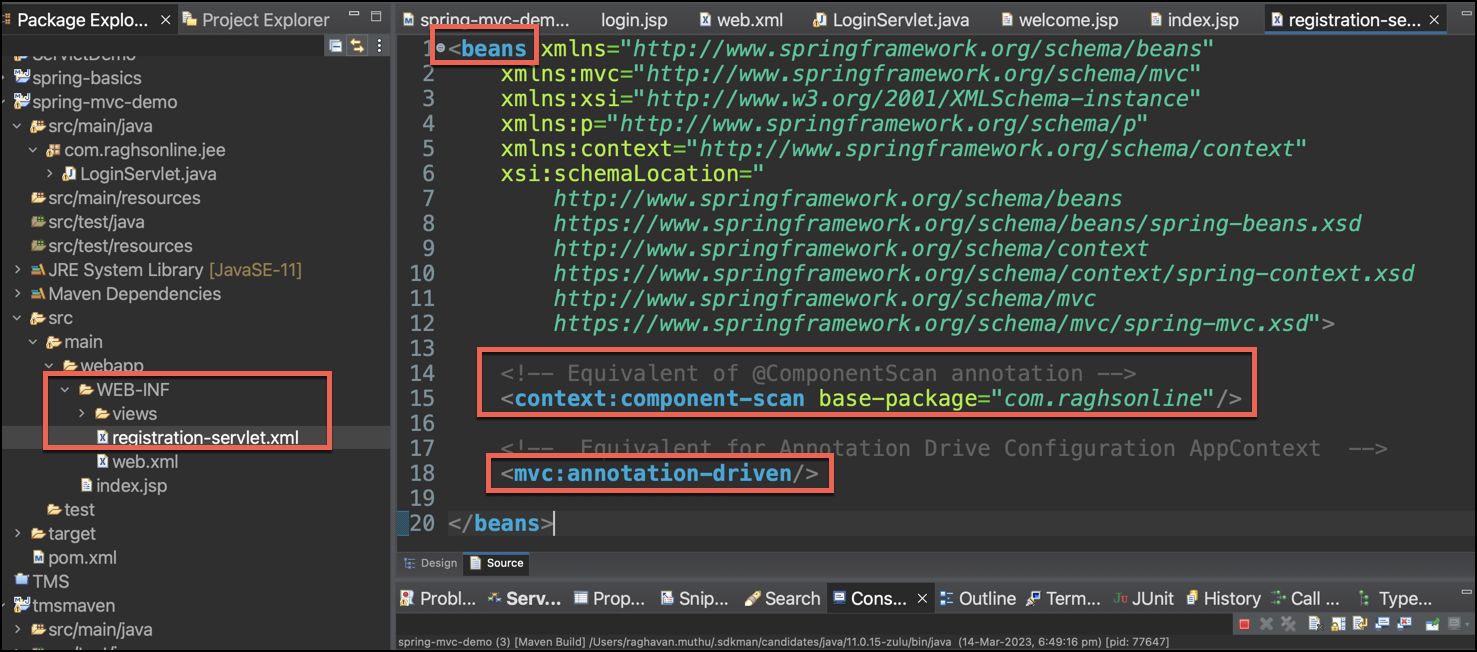 Package Explo... Project Explorer
ServletDemo
spring-basics
spring-mvc-demo
src/main/java
com.raghsonline.jee
LoginServlet.java
src/main/resources
src/test/java
src/test/resources
JRE System Library [JavaSE-11]
Maven Dependencies
src
main
webapp
WEB-INF
views
registration-servlet.xml
web.xml
index.jsp
test
target
pom.xml
TMS
tmsmaven
src/main/java
spring-mvc-dem... login.jsp web.xml LoginServlet.java welcome.jsp index.jsp registration-se...
1 <beans xmlns="http://www.springframework.org/schema/beans"
2 xmlns:mvc="http://www.springframework.org/schema/mvc"
3 xmlns:xsi="http://www.w3.org/2001/XMLSchema-instance"
4 xmlns:p="http://www.springframework.org/schema/p"
5 xmlns:context="http://www.springframework.org/schema/context"
6 xsi:schemaLocation="
7 http://www.springframework.org/schema/beans
8 https://www.springframework.org/schema/beans/spring-beans.xsd
9 http://www.springframework.org/schema/context
10 https://www.springframework.org/schema/context/spring-context.xsd
11 http://www.springframework.org/schema/mvc
12 https://www.springframework.org/schema/mvc/spring-mvc.xsd">
13
14 <!-- Equivalent of @ComponentScan annotation -->
15 <context:component-scan base-package="com.raghsonline"/>
16
17 <!-- Equivalent for Annotation Drive Configuration AppContext -->
18 <mvc:annotation-driven/>
19
20 </beans>
Design Source
Probl... Serv... Prop... Snip... Search Cons... Outline Term... JUnit History Call ... Type...
spring-mvc-demo (3) [Maven Build] /Users/raghavan.muthu/.sdkman/candidates/java/11.0.15-zulu/bin/java (14-Mar-2023, 6:49:16 pm) [pid: 77647]